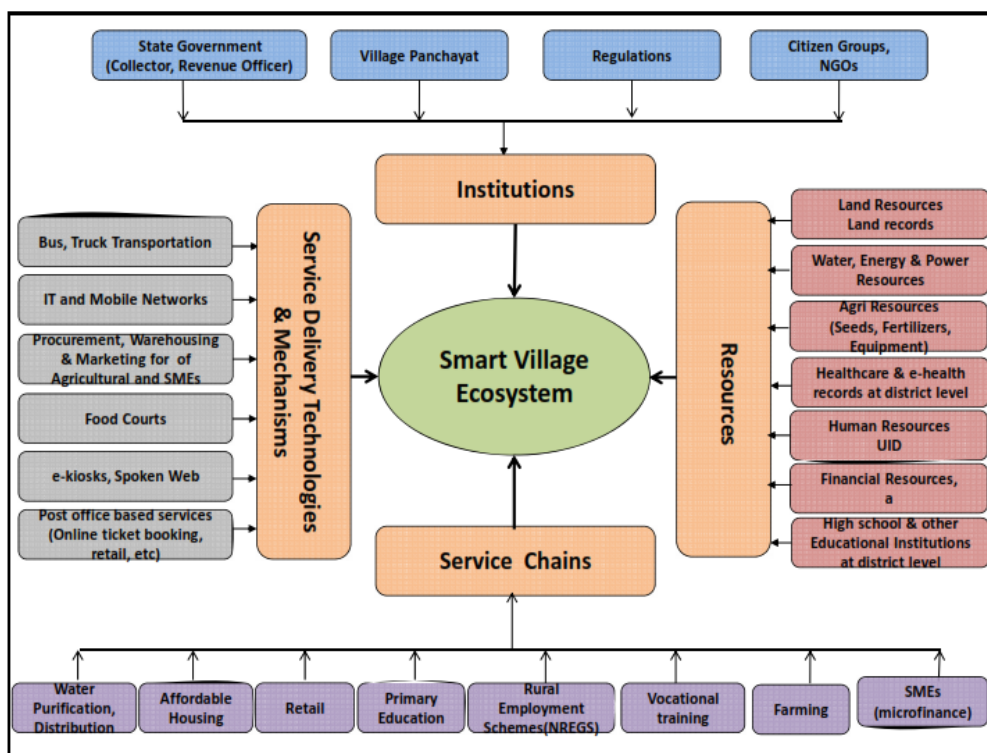 State Government
(Collector, Revenue Officer)
Village Panchayat
Regulations
Citizen Groups,
NGOs
Institutions
Bus, Truck Transportation
IT and Mobile Networks
Procurement, Warehousing
& Marketing for of
Agricultural and SMEs
Food Courts
e-kiosks, Spoken Web
Post office based services
(Online ticket booking,
retail, etc)
Service Delivery Technologies
& Mechanisms
Smart Village
Ecosystem
Resources
Land Resources
Land records
Water, Energy & Power
Resources
Agri Resources
(Seeds, Fertilizers,
Equipment)
Healthcare & e-health
records at district level
Human Resources
UID
Financial Resources,
a
High school & other
Educational Institutions
at district level
Service Chains
Water
Purification,
Distribution
Affordable
Housing
Retail
Primary
Education
Rural
Employment
Schemes(NREGS)
Vocational
training
Farming
SMEs
(microfinance)